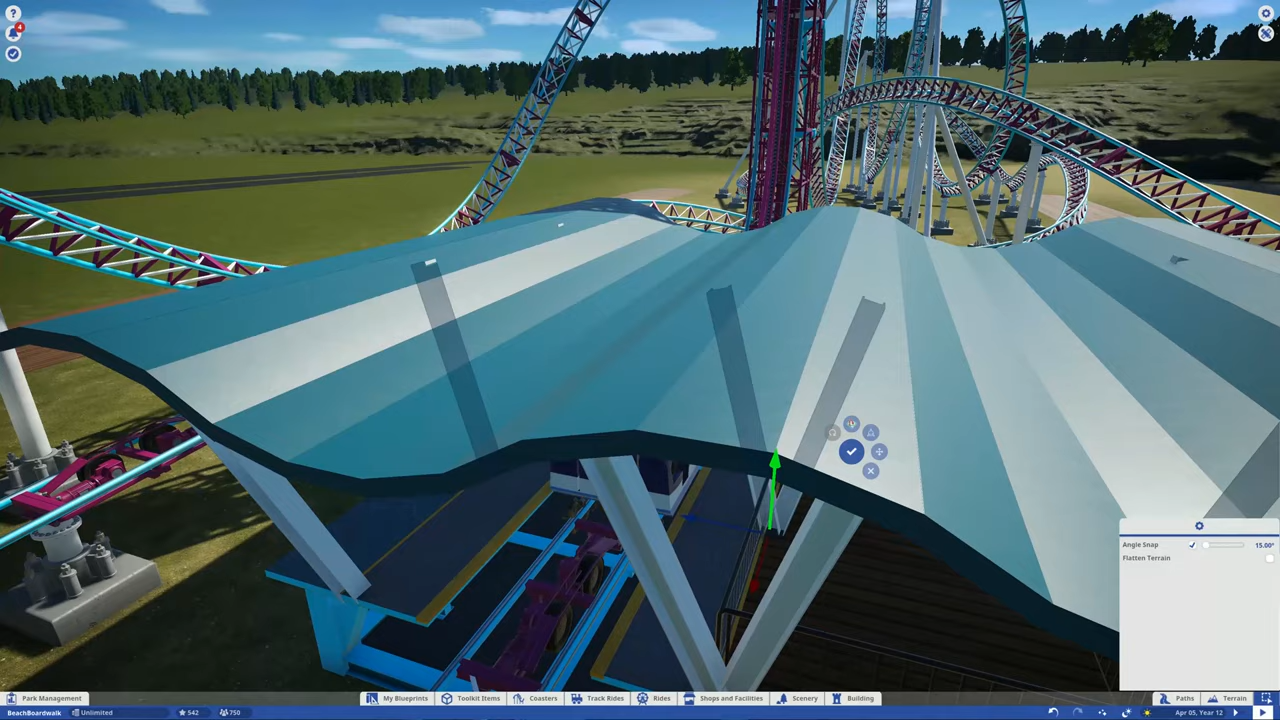 ?
4
Angle Snap 15.00°
Flatten Terrain
Park Management My Blueprints Toolkit Items Coasters Track Rides Rides Shops and Facilities Scenery Building Paths Terrain
BeachBoardwalk Unlimited 542 750 Apr 05, Year 12